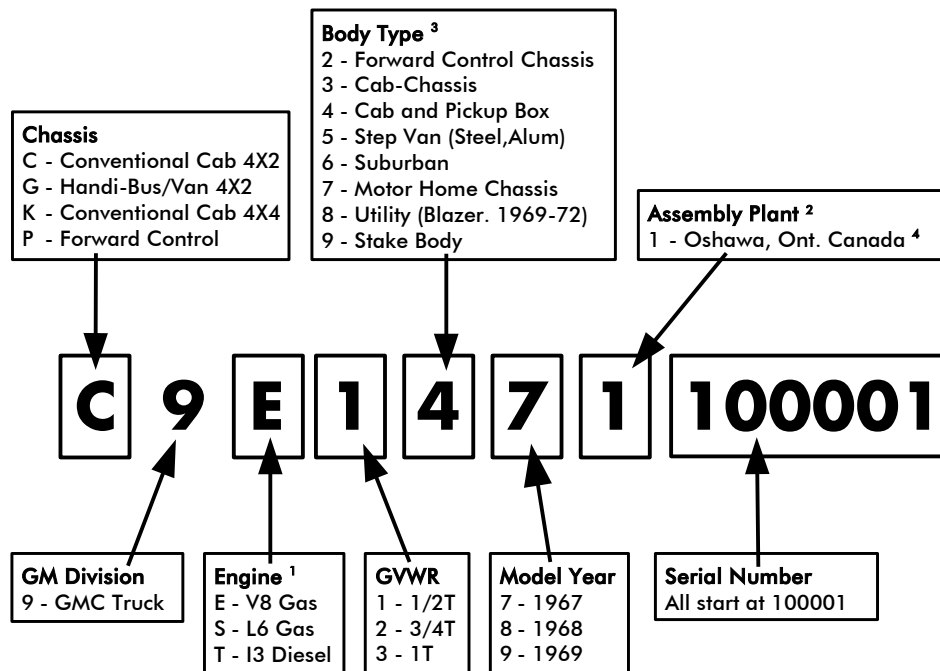 Body Type ³
2 - Forward Control Chassis
3 - Cab-Chassis
4 - Cab and Pickup Box
5 - Step Van (Steel,Alum)
6 - Suburban
7 - Motor Home Chassis
8 - Utility (Blazer. 1969-72)
9 - Stake Body
Chassis
C - Conventional Cab 4X2
G - Handi-Bus/Van 4X2
K - Conventional Cab 4X4
P - Forward Control
Assembly Plant ²
1 - Oshawa, Ont. Canada ⁴
C 9 E 1 4 7 1 100001
GM Division
9 - GMC Truck
Engine ¹
E - V8 Gas
S - L6 Gas
T - I3 Diesel
GVWR
1 - 1/2T
2 - 3/4T
3 - 1T
Model Year
7 - 1967
8 - 1968
9 - 1969
Serial Number
All start at 100001